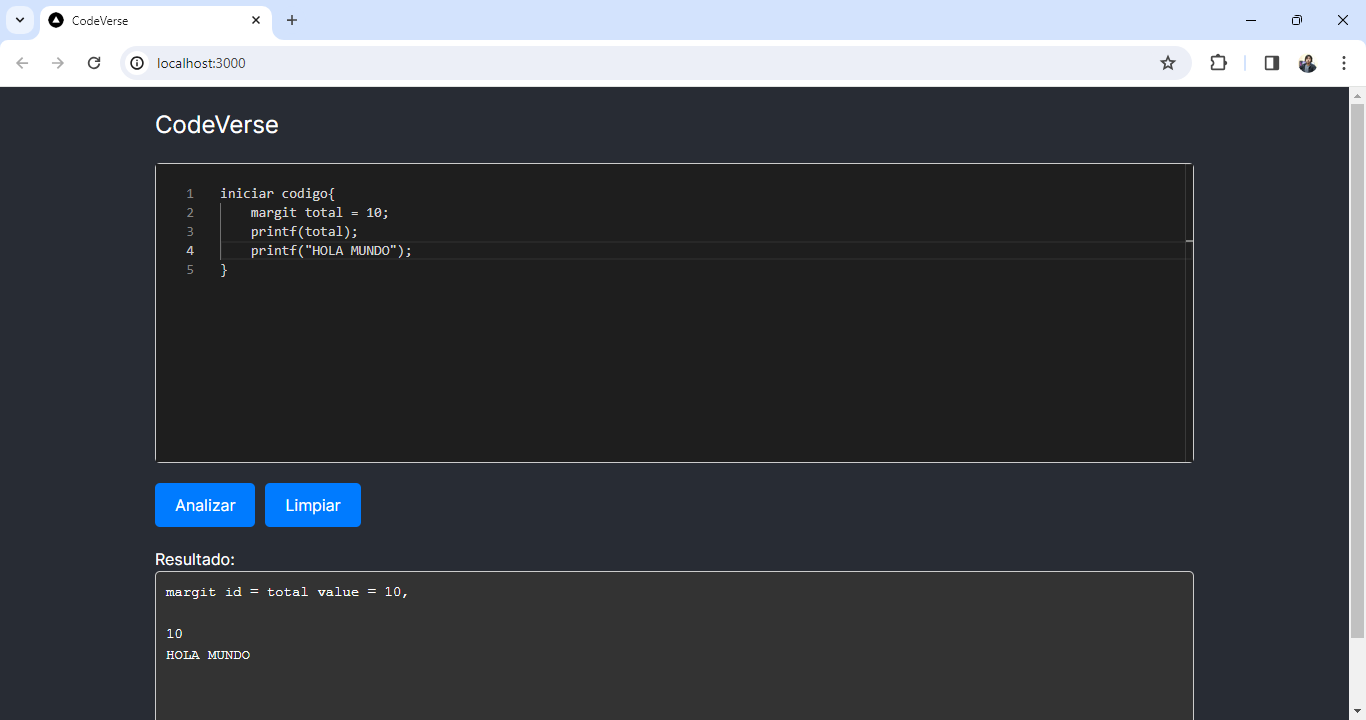 CodeVerse
localhost:3000
CodeVerse
1 iniciar codigo{
2     margit total = 10;
3     printf(total);
4     printf("HOLA MUNDO");
5 }
Analizar Limpiar
Resultado:
margit id = total value = 10,
10
HOLA MUNDO